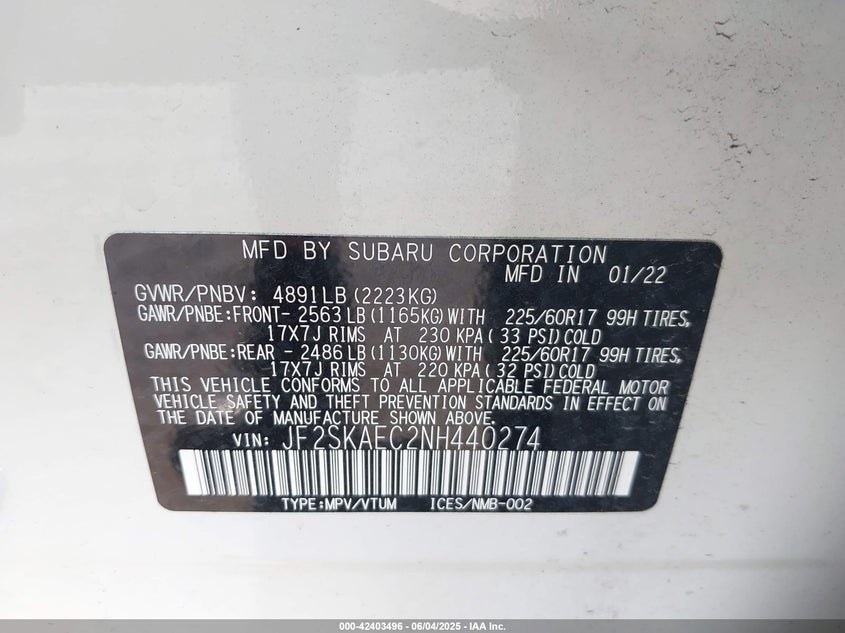 MFD BY SUBARU CORPORATION
MFD IN 01/22
GVWR/PNBV: 4891LB (2223KG)
GAWR/PNBE:FRONT- 2563LB (1165KG) WITH 225/60R17 99H TIRES,
17X7J RIMS AT 230 KPA (33 PSI) COLD
GAWR/PNBE:REAR - 2486LB (1130KG) WITH 225/60R17 99H TIRES,
17X7J RIMS AT 220 KPA (32 PSI) COLD
THIS VEHICLE CONFORMS TO ALL APPLICABLE FEDERAL MOTOR
VEHICLE SAFETY AND THEFT PREVENTION STANDARDS IN EFFECT ON
THE DATE OF MANUFACTURE SHOWN ABOVE.
VIN: JF2SKAEC2NH440274
TYPE:MPV/VTUM ICES/NMB-002
000-42403496 - 06/04/2025 - IAA Inc.